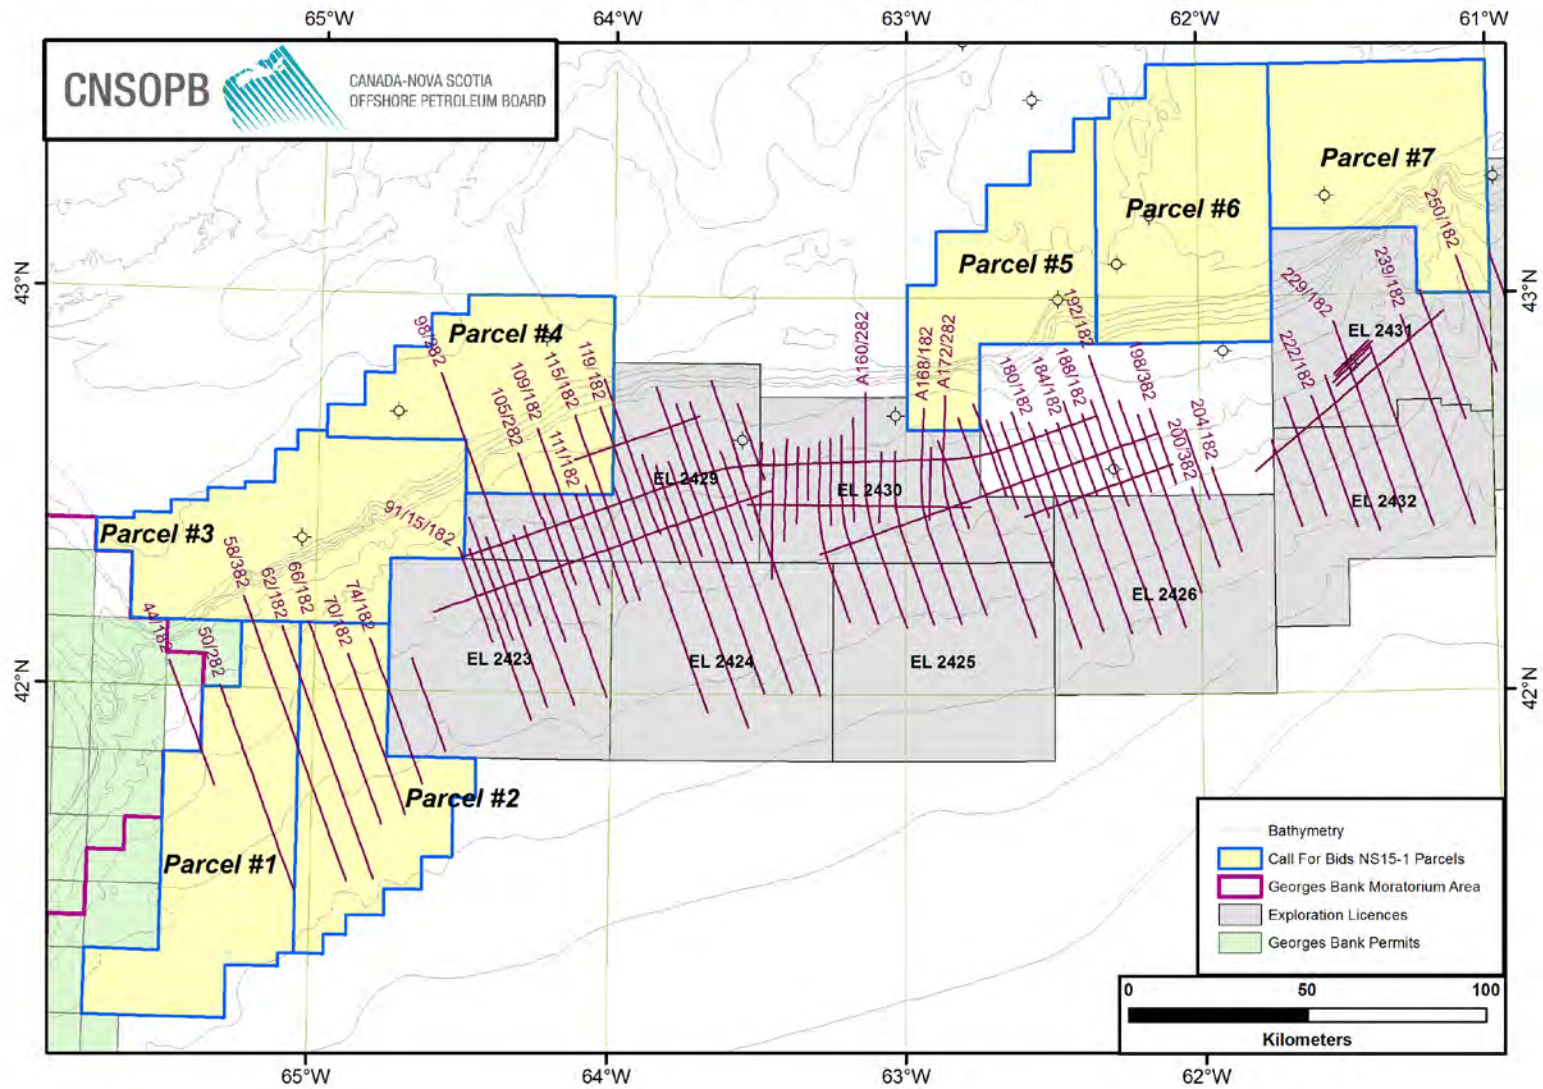 65°W
64°W
63°W
62°W
61°W
CNSOPB
CANADA-NOVA SCOTIA
OFFSHORE PETROLEUM BOARD
Parcel #7
Parcel #6
250/182
Parcel #5
239/182
43°N
43°N
229/182
192/182
98/282
Parcel #4
EL 2431
A160/282
A168/182
A172/282
119/182
115/182
109/182
105/282
111/182
222/182
198/382
188/182
184/182
180/182
204/182
200/382
EL 2429
EL 2430
EL 2432
91/15/182
Parcel #3
58/382
62/182
66/182
70/182
74/182
44/182
50/282
EL 2426
EL 2423
EL 2424
EL 2425
42°N
42°N
Parcel #2
Parcel #1
Bathymetry
Call For Bids NS15-1 Parcels
Georges Bank Moratorium Area
Exploration Licences
Georges Bank Permits
0 50 100
Kilometers
65°W
64°W
63°W
62°W